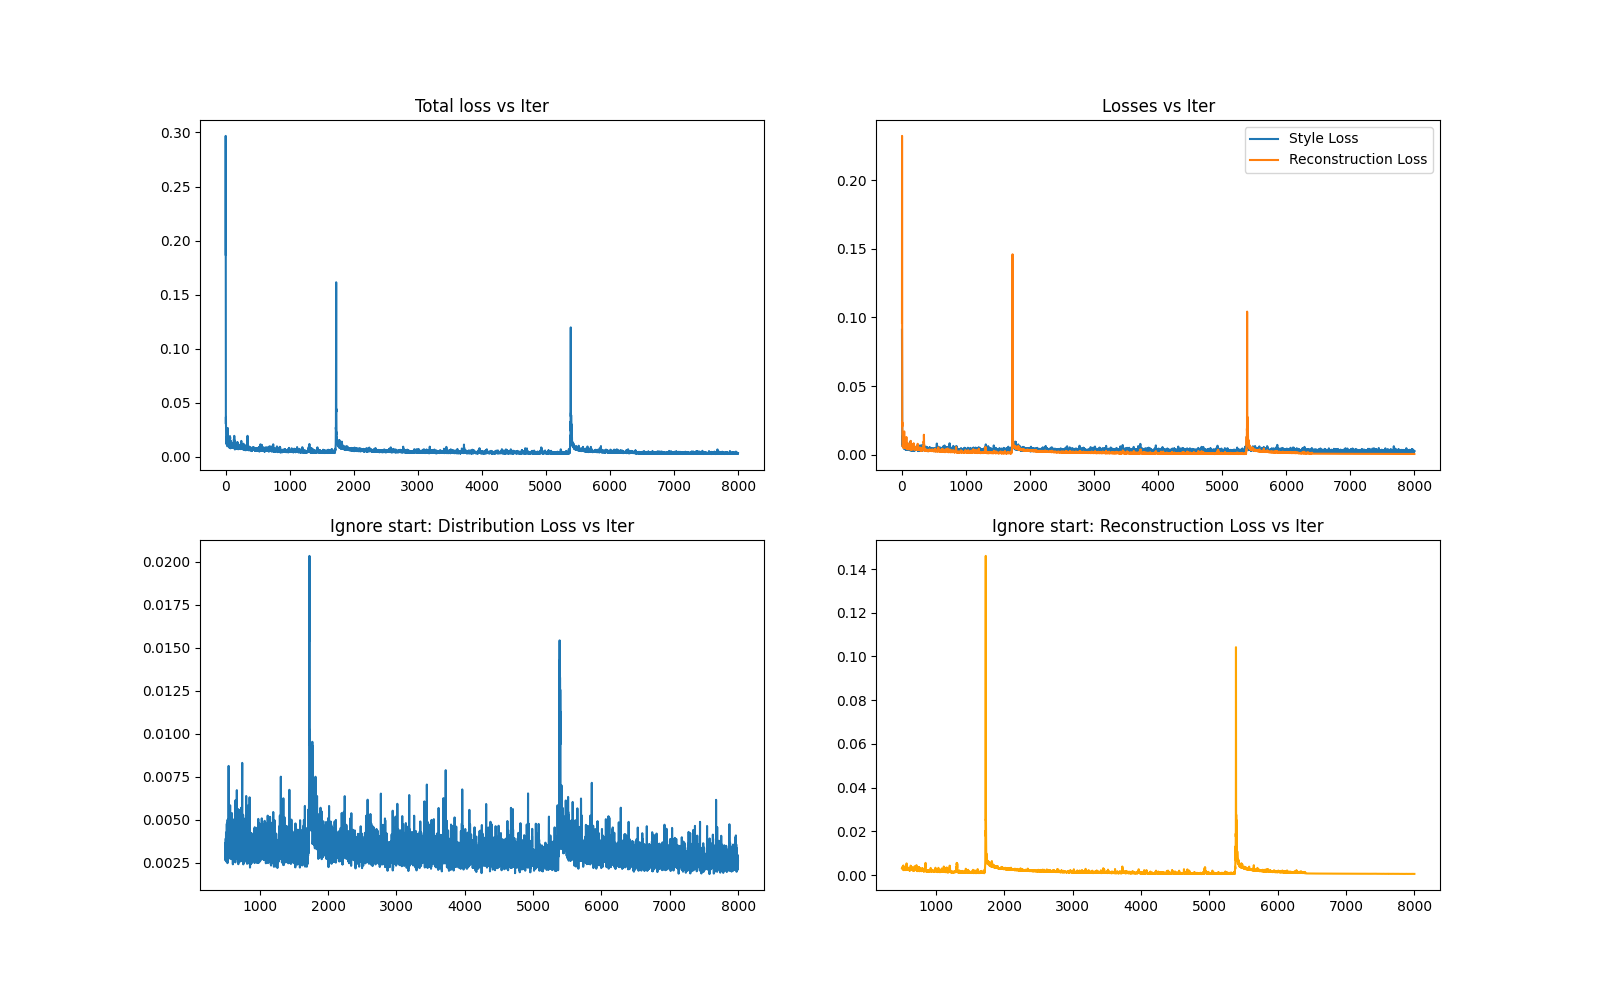 Total loss vs Iter
0.30
0.25
0.20
0.15
0.10
0.05
0.00
0 1000 2000 3000 4000 5000 6000 7000 8000
Losses vs Iter
Style Loss
Reconstruction Loss
0.20
0.15
0.10
0.05
0.00
0 1000 2000 3000 4000 5000 6000 7000 8000
Ignore start: Distribution Loss vs Iter
0.0200
0.0175
0.0150
0.0125
0.0100
0.0075
0.0050
0.0025
1000 2000 3000 4000 5000 6000 7000 8000
Ignore start: Reconstruction Loss vs Iter
0.14
0.12
0.10
0.08
0.06
0.04
0.02
0.00
1000 2000 3000 4000 5000 6000 7000 8000